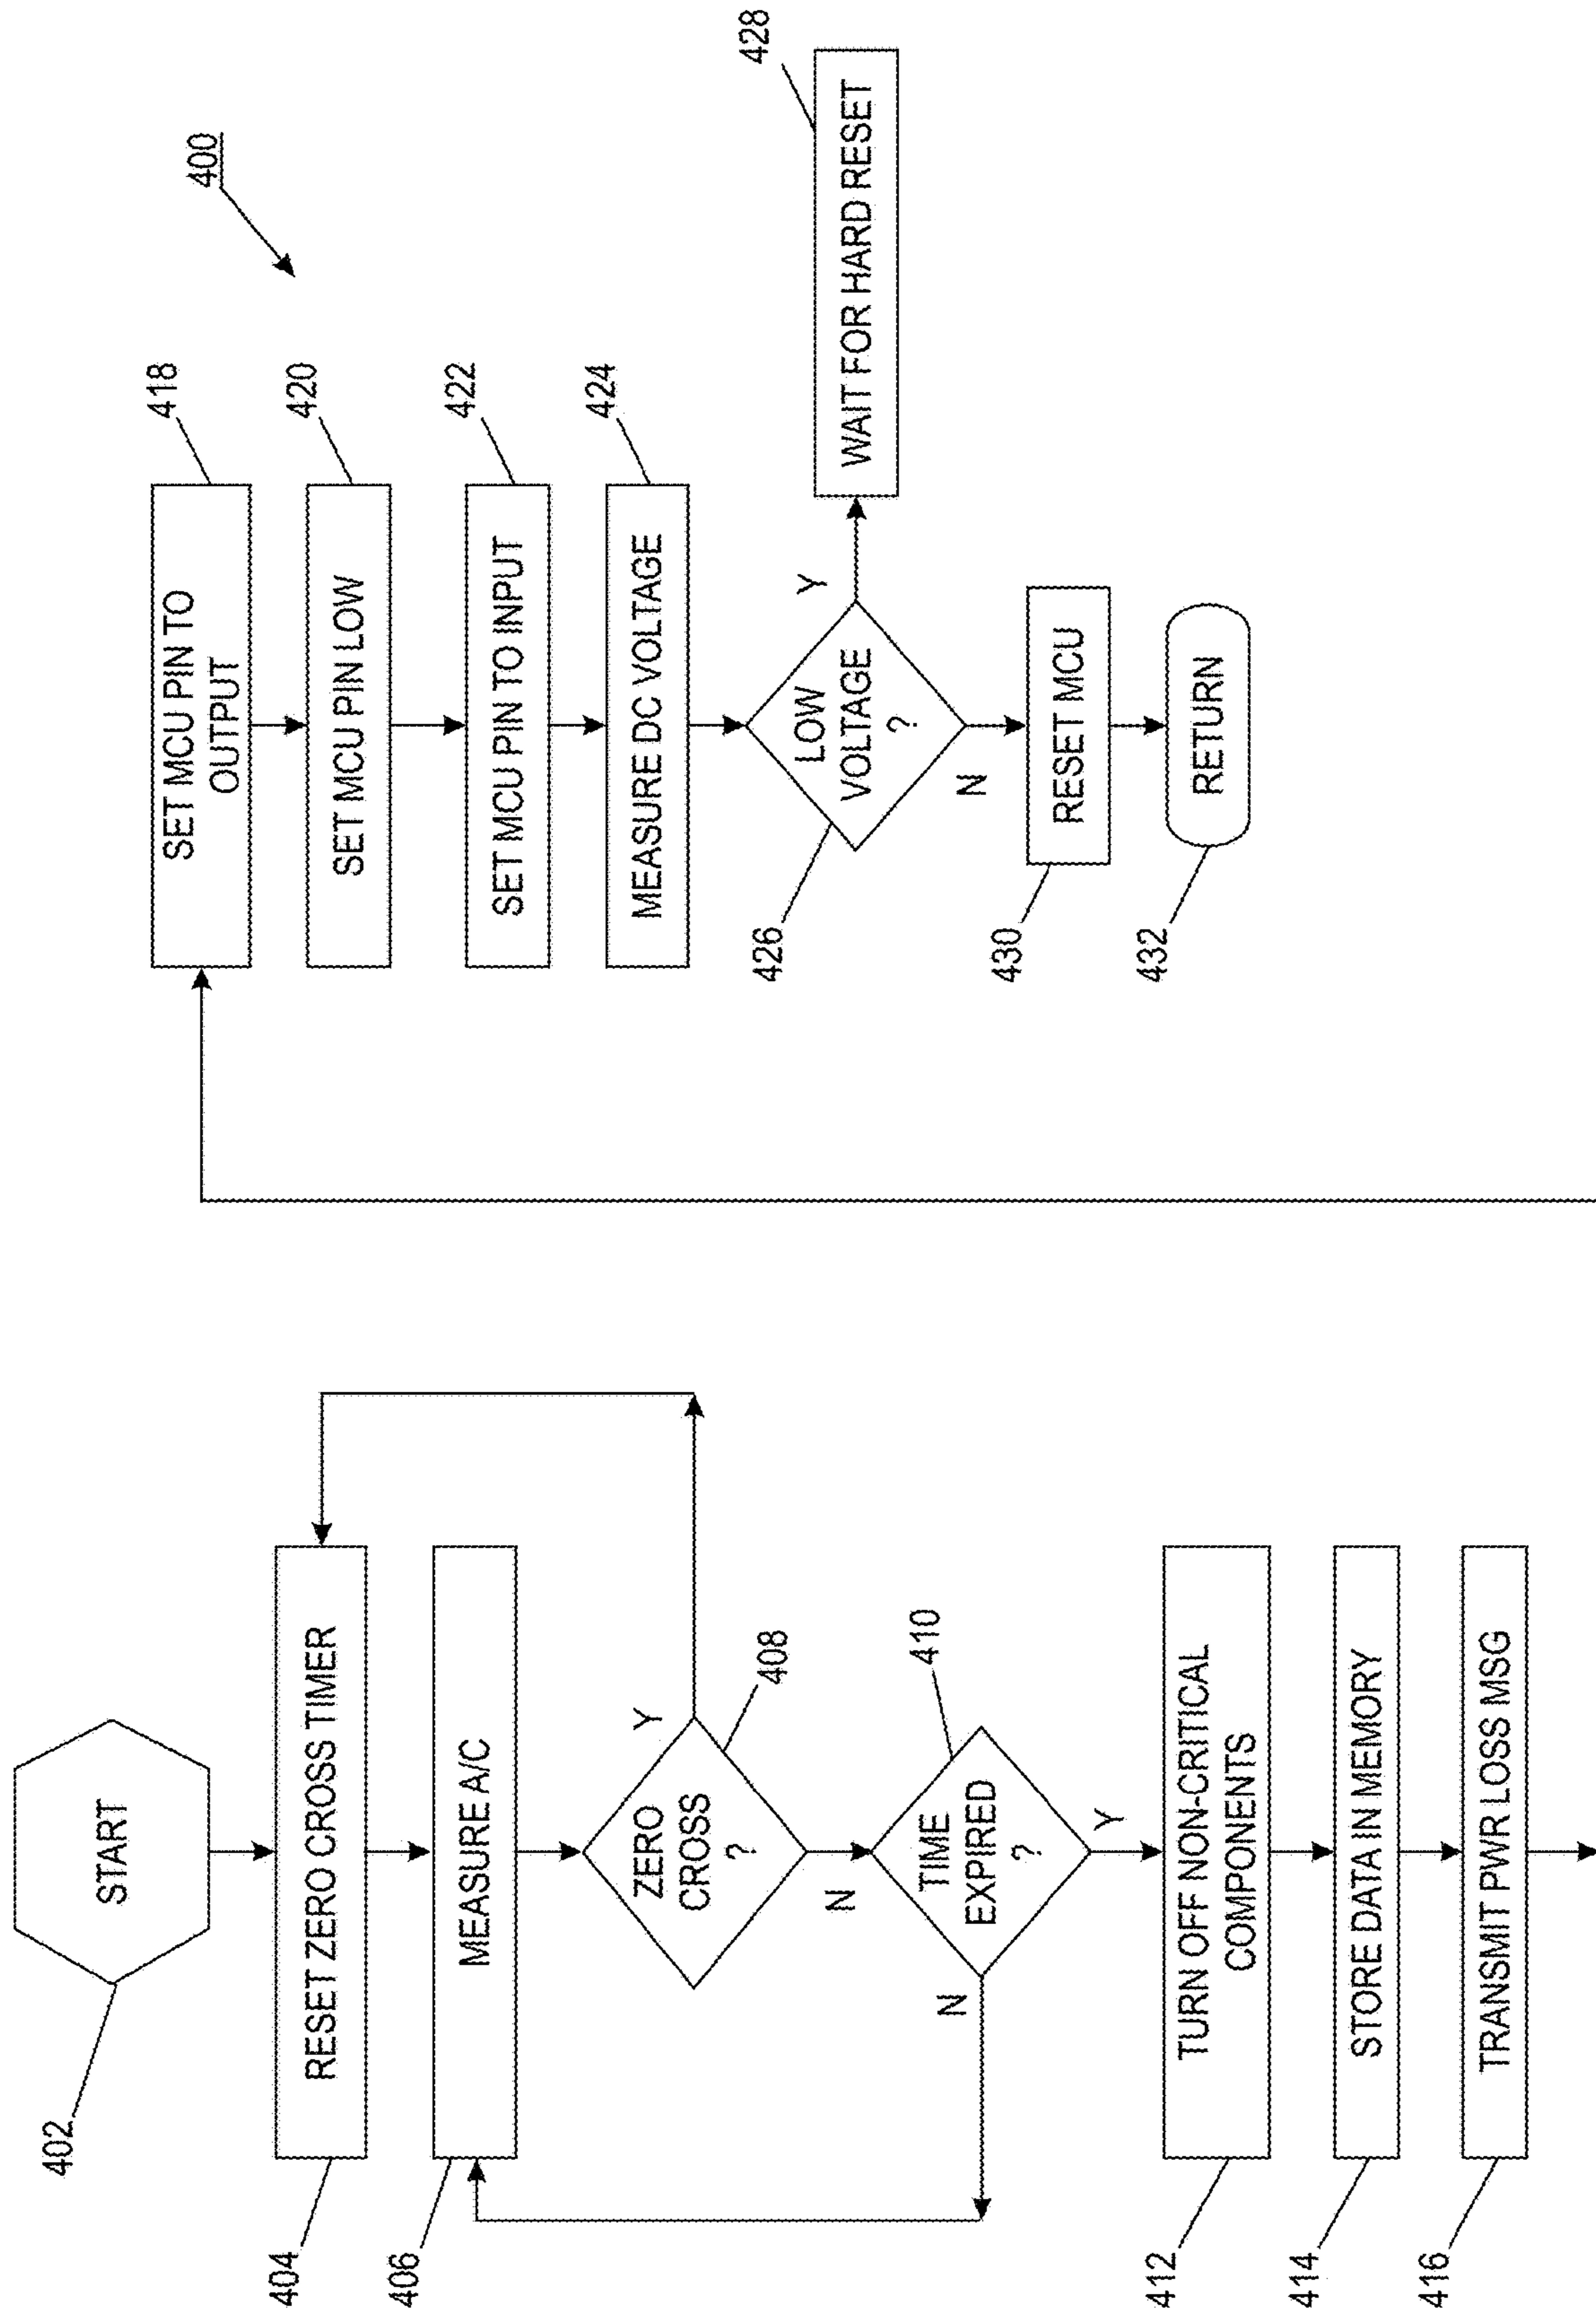 400
402
START
404
RESET ZERO CROSS TIMER
406
MEASURE A/C
408
ZERO
CROSS
?
Y
N
410
TIME
EXPIRED
?
N
Y
412
TURN OFF NON-CRITICAL
COMPONENTS
414
STORE DATA IN MEMORY
416
TRANSMIT PWR LOSS MSG
418
SET MCU PIN TO
OUTPUT
420
SET MCU PIN LOW
422
SET MCU PIN TO INPUT
424
MEASURE DC VOLTAGE
426
LOW
VOLTAGE
?
Y
N
428
WAIT FOR HARD RESET
430
RESET MCU
432
RETURN